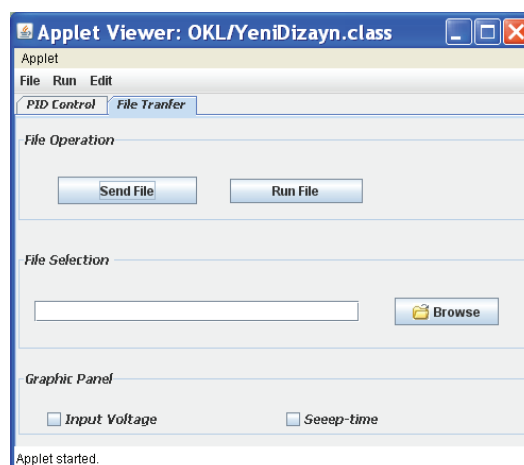 Applet Viewer: OKL/YeniDizayn.class
Applet
File Run Edit
PID Control File Tranfer
File Operation
Send File Run File
File Selection
Browse
Graphic Panel
Input Voltage Seeep-time
Applet started.